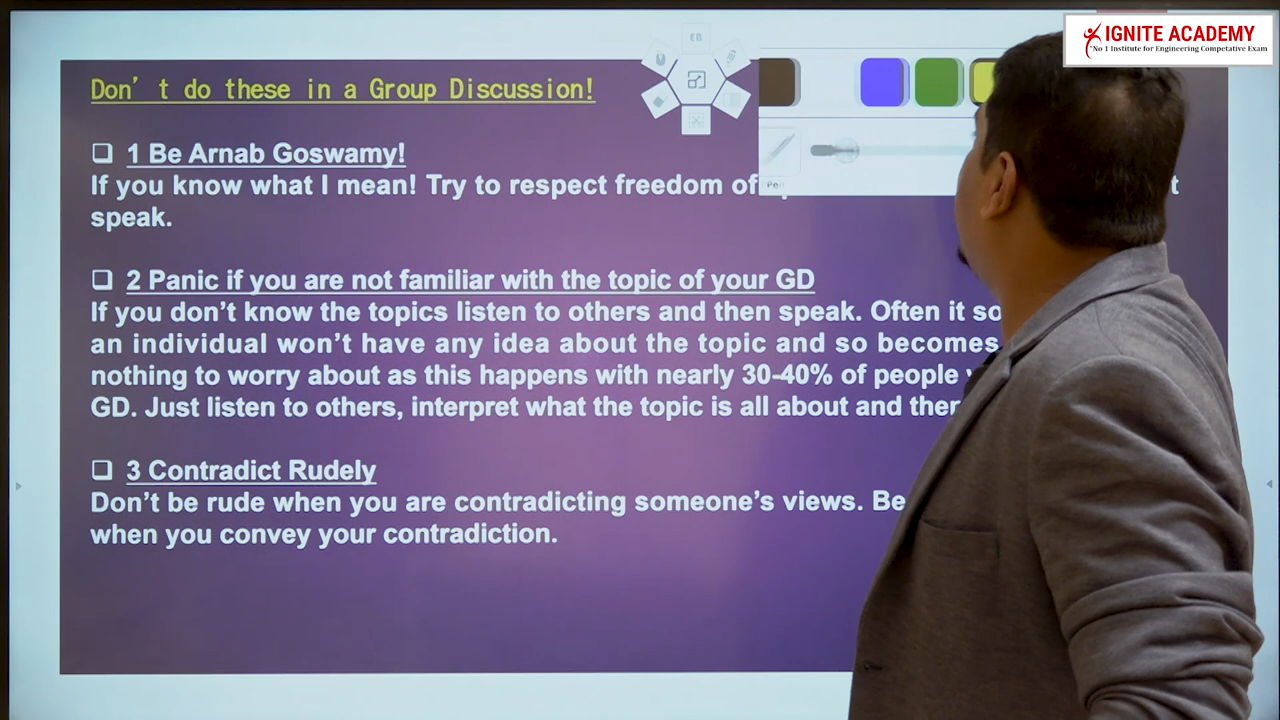 IGNITE ACADEMY
"No 1 Institute for Engineering Competative Exam
Don't do these in a Group Discussion!
1 Be Arnab Goswamy!
If you know what I mean! Try to respect freedom of
speak.
2 Panic if you are not familiar with the topic of your GD
If you don't know the topics listen to others and then speak. Often it so
an individual won't have any idea about the topic and so becomes
nothing to worry about as this happens with nearly 30-40% of people
GD. Just listen to others, interpret what the topic is all about and
3 Contradict Rudely
Don't be rude when you are contradicting someone's views. Be
when you convey your contradiction.